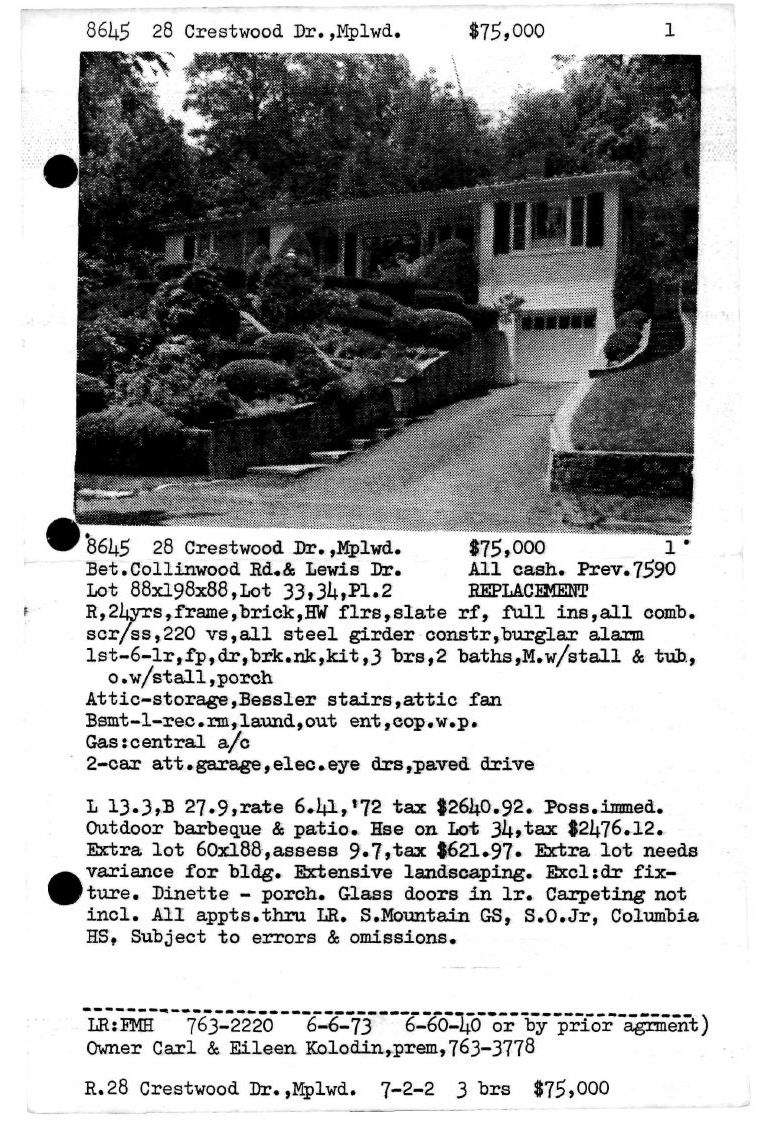 8645 28 Crestwood Dr.,Mplwd. $75,000 1
8645 28 Crestwood Dr.,Mplwd. $75,000 1
Bet.Collinwood Rd.& Lewis Dr. All cash. Prev.7590
Lot 88x198x88,Lot 33,34,Pl.2 REPLACEMENT
R,24yrs,frame,brick,HW flrs,slate rf, full ins,all comb.
scr/ss,220 vs,all steel girder constr,burglar alarm
1st-6-lr,fp,dr,brk.nk,kit,3 brs,2 baths,M.w/stall & tub,
o.w/stall,porch
Attic-storage,Bessler stairs,attic fan
Bsmt-1-rec.rm,laund,out ent,cop.w.p.
Gas:central a/c
2-car att.garage,elec.eye drs,paved drive
L 13.3,B 27.9,rate 6.41,'72 tax $2640.92. Poss.immed.
Outdoor barbeque & patio. Hse on Lot 34,tax $2476.12.
Extra lot 60x188,assess 9.7,tax $621.97. Extra lot needs
variance for bldg. Extensive landscaping. Excl:dr fix-
ture. Dinette - porch. Glass doors in lr. Carpeting not
incl. All appts.thru LR. S.Mountain GS, S.O.Jr, Columbia
HS, Subject to errors & omissions.
LR:FMH 763-2220 6-6-73 6-60-40 or by prior agrment)
Owner Carl & Eileen Kolodin,prem,763-3778
R.28 Crestwood Dr.,Mplwd. 7-2-2 3 brs $75,000